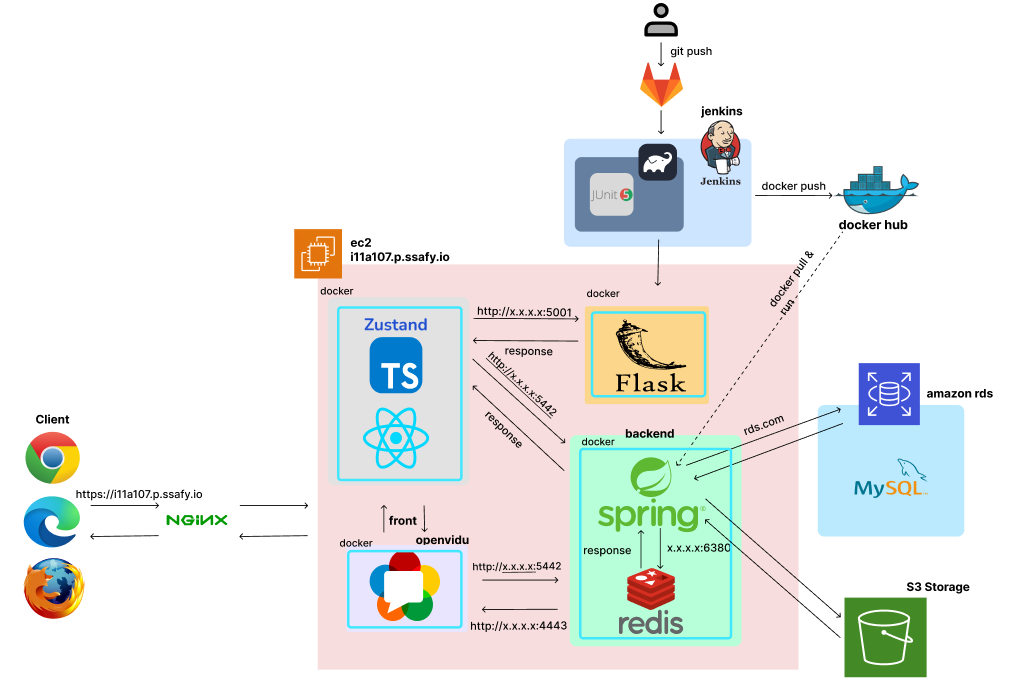 git push
jenkins
Jenkins
JUnit 5
docker push
docker hub
ec2
i11a107.p.ssafy.io
docker pull &
run
docker
docker
Zustand
TS
http://x.x.x.x:5001
response
http://x.x.x.x:5442
response
Flask
amazon rds
rds.com
MySQL
Client
https://i11a107.p.ssafy.io
NGINX
backend
docker
spring
response
x.x.x.x:6380
redis
front
openvidu
docker
http://x.x.x.x:5442
http://x.x.x.x:4443
S3 Storage